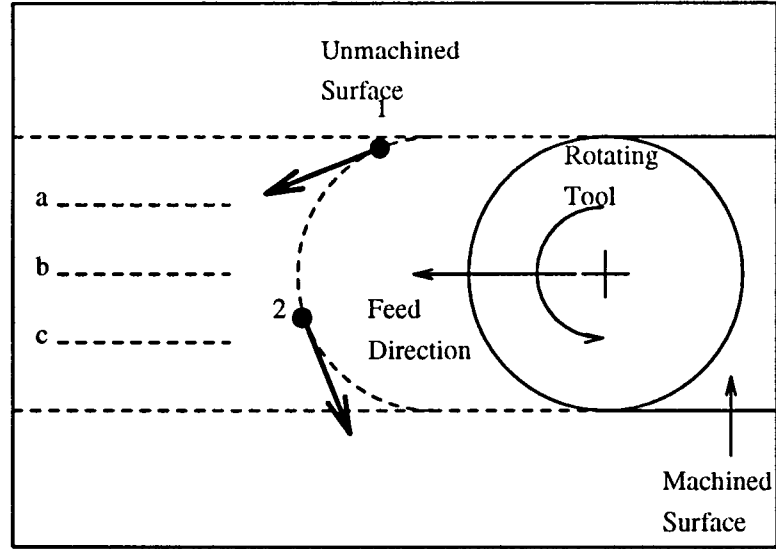 Unmachined
Surface
1
Rotating
Tool
a
b
2
Feed
c
Direction
Machined
Surface